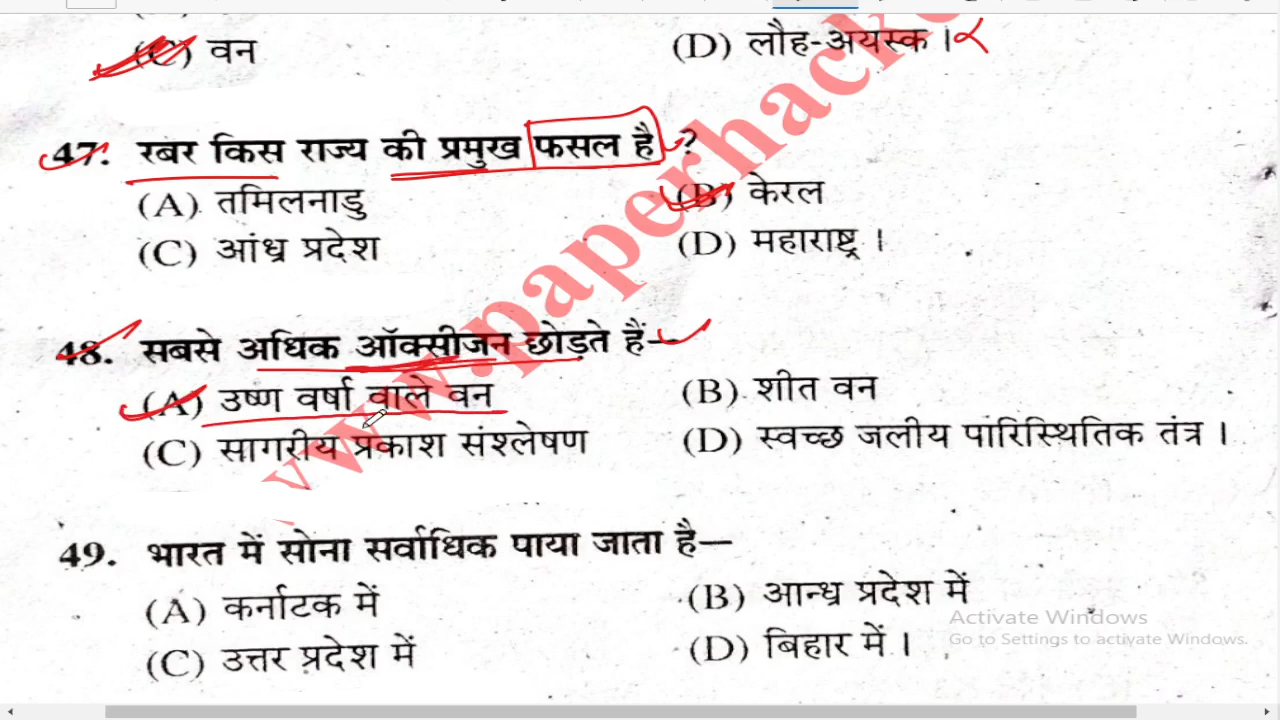 (C) वन (D) लौह-अयस्क ।
47. रबर किस राज्य की प्रमुख फसल है ?
(A) तमिलनाडु (B) केरल
(C) आंध्र प्रदेश (D) महाराष्ट्र ।
48. सबसे अधिक ऑक्सीजन छोड़ते हैं–
(A) उष्ण वर्षा वाले वन (B) शीत वन
(C) सागरीय प्रकाश संश्लेषण (D) स्वच्छ जलीय पारिस्थितिक तंत्र ।
49. भारत में सोना सर्वाधिक पाया जाता है—
(A) कर्नाटक में (B) आन्ध्र प्रदेश में
(C) उत्तर प्रदेश में (D) बिहार में ।
www.paperhack
Activate Windows
Go to Settings to activate Windows.